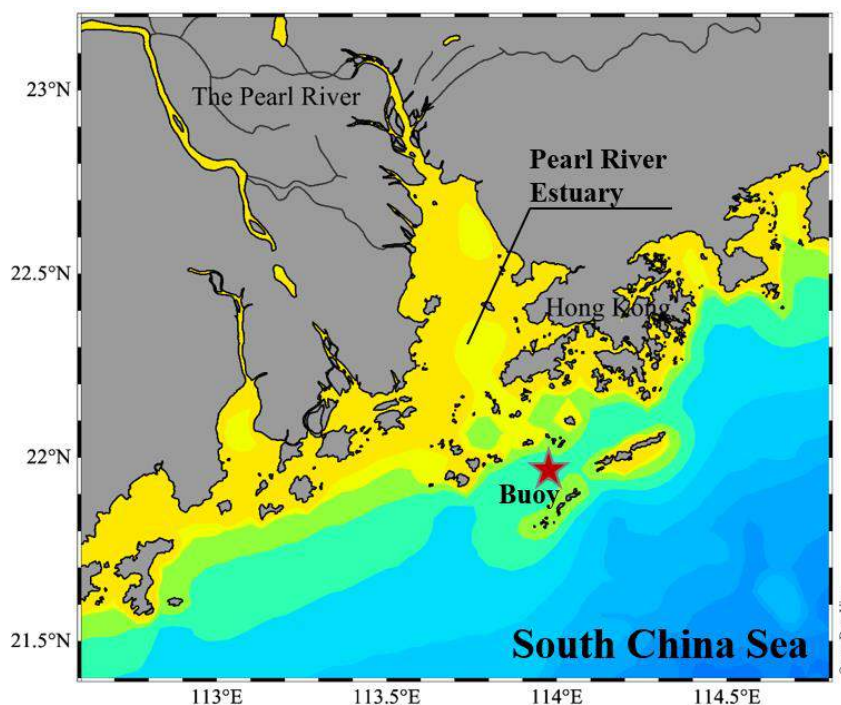 23°N
The Pearl River
Pearl River
Estuary
22.5°N
Hong Kong
22°N
Buoy
21.5°N
South China Sea
113°E
113.5°E
114°E
114.5°E